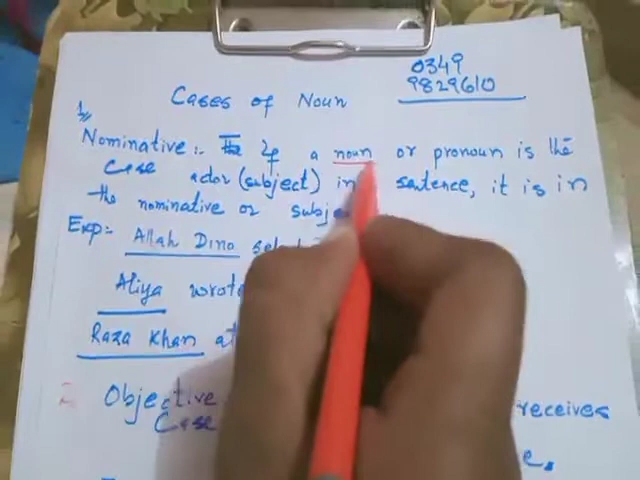 0349
9829610
Cases of Noun
1
Nominative :- If a noun or pronoun is the
Case actor (subject) in sentence, it is in
the nominative or
Exp:- Allah Dino
Aliya wrote
Raza Khan
2 Objective receives
Case